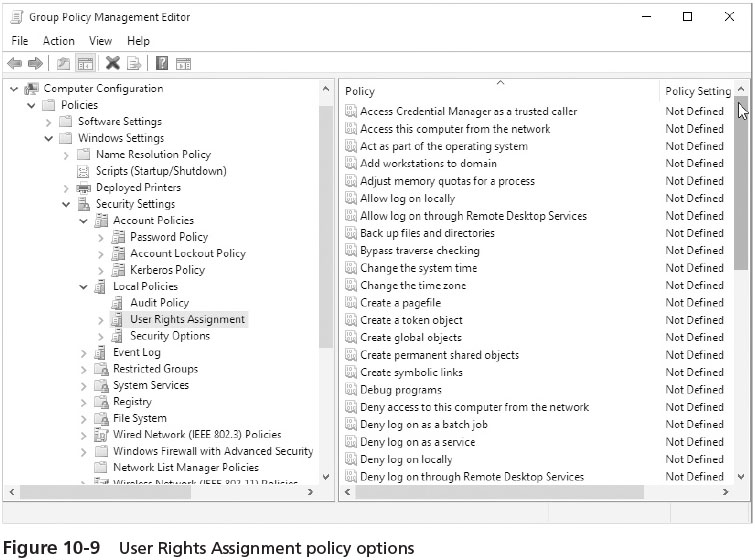 Group Policy Management Editor
File Action View Help
Computer Configuration
Policies
Software Settings
Windows Settings
Name Resolution Policy
Scripts (Startup/Shutdown)
Deployed Printers
Security Settings
Account Policies
Password Policy
Account Lockout Policy
Kerberos Policy
Local Policies
Audit Policy
User Rights Assignment
Security Options
Event Log
Restricted Groups
System Services
Registry
File System
Wired Network (IEEE 802.3) Policies
Windows Firewall with Advanced Security
Network List Manager Policies
Wireless Network (IEEE 802.11) Policies
Policy Policy Setting
Access Credential Manager as a trusted caller Not Defined
Access this computer from the network Not Defined
Act as part of the operating system Not Defined
Add workstations to domain Not Defined
Adjust memory quotas for a process Not Defined
Allow log on locally Not Defined
Allow log on through Remote Desktop Services Not Defined
Back up files and directories Not Defined
Bypass traverse checking Not Defined
Change the system time Not Defined
Change the time zone Not Defined
Create a pagefile Not Defined
Create a token object Not Defined
Create global objects Not Defined
Create permanent shared objects Not Defined
Create symbolic links Not Defined
Debug programs Not Defined
Deny access to this computer from the network Not Defined
Deny log on as a batch job Not Defined
Deny log on as a service Not Defined
Deny log on locally Not Defined
Deny log on through Remote Desktop Services Not Defined
Figure 10-9 User Rights Assignment policy options